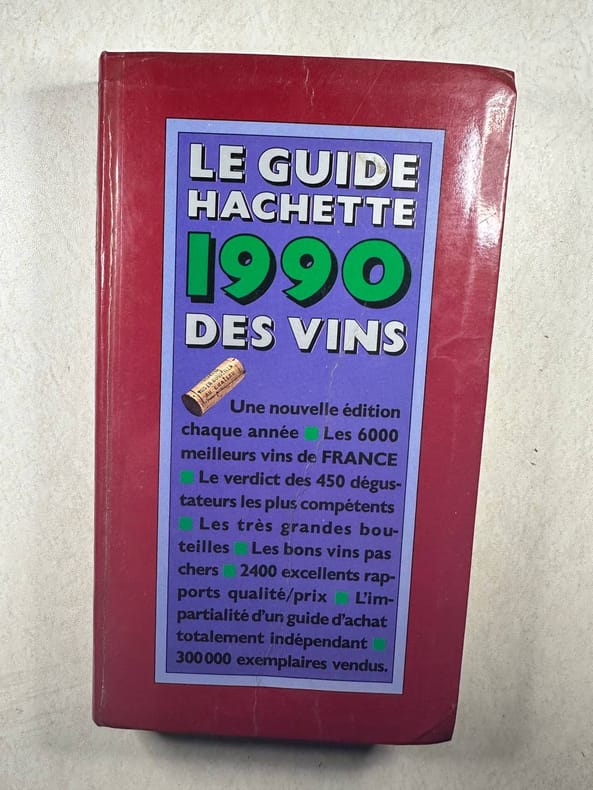 LE GUIDE
HACHETTE
1990
DES VINS
AU CHATEAU
Une nouvelle édition
chaque année ■ Les 6000
meilleurs vins de FRANCE
■ Le verdict des 450 dégus-
tateurs les plus compétents
■ Les très grandes bou-
teilles ■ Les bons vins pas
chers ■ 2400 excellents rap-
ports qualité/prix ■ L'im-
partialité d'un guide d'achat
totalement indépendant ■
300 000 exemplaires vendus.